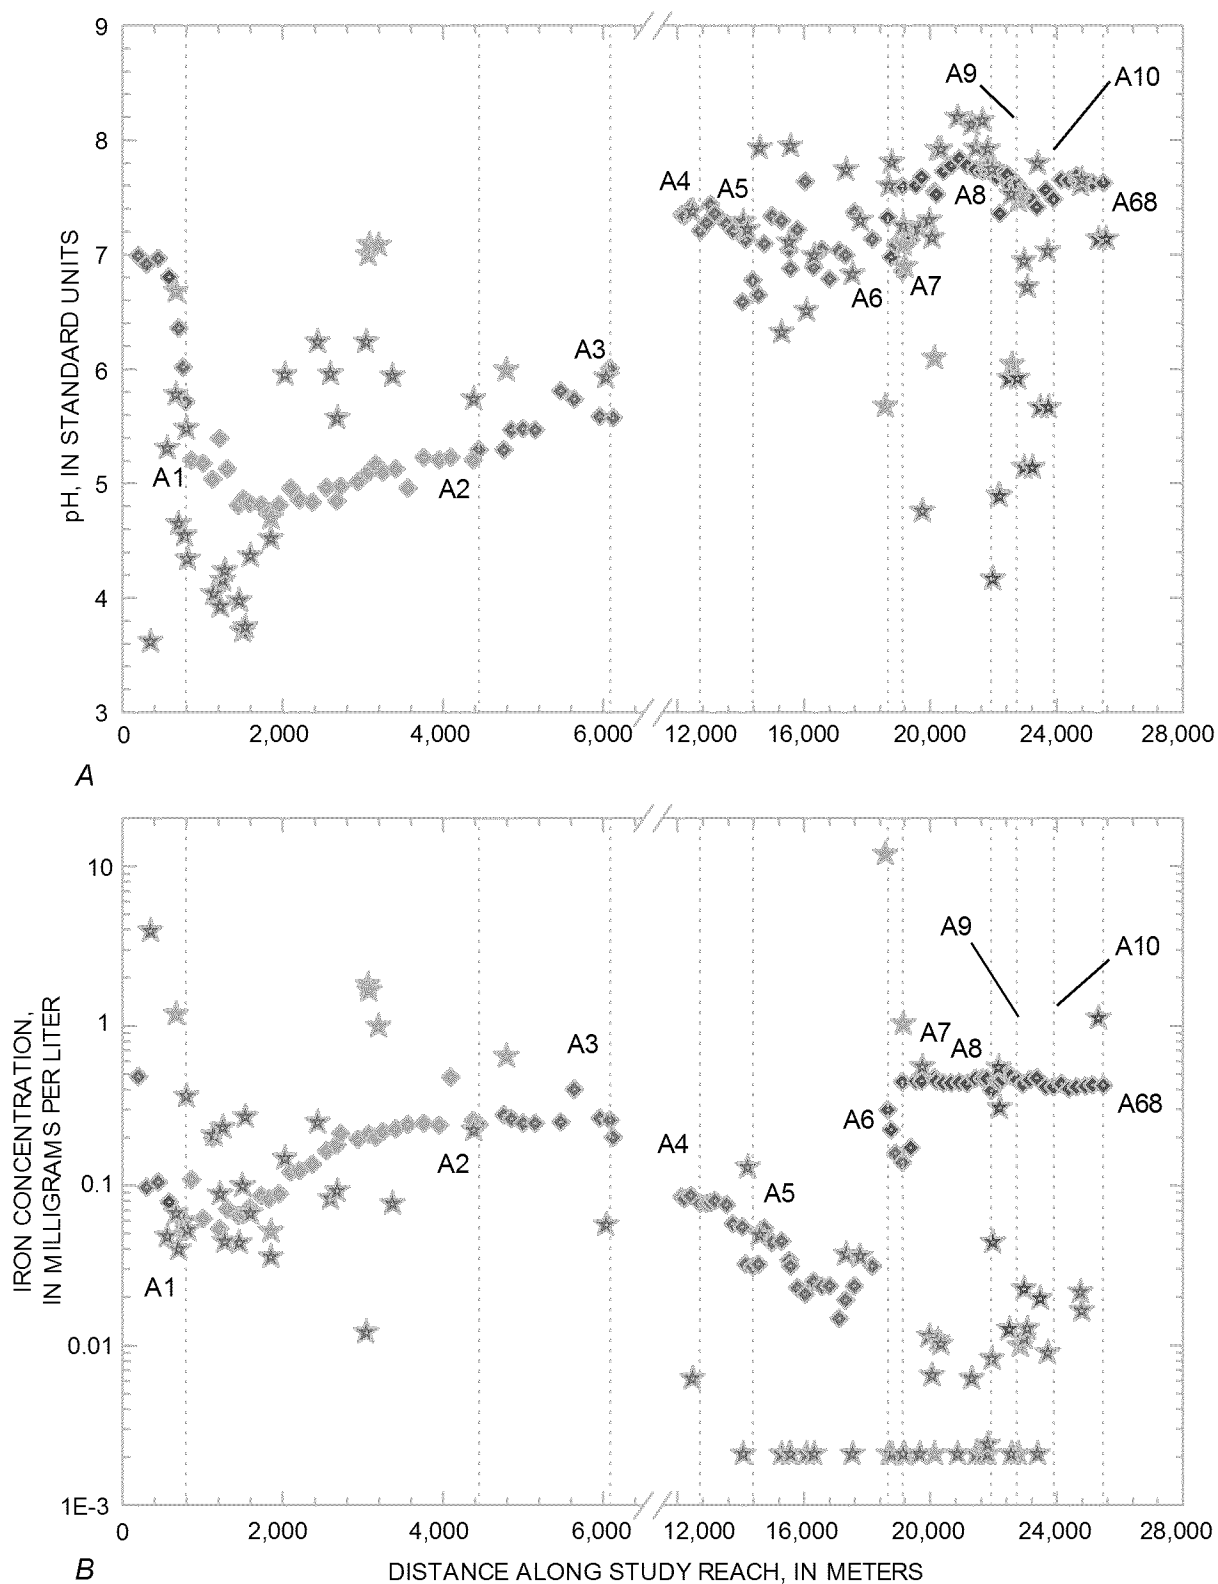 9
8
7
6
5
4
3
pH, IN STANDARD UNITS
A1
A2
A3
A4
A5
A6
A7
A8
A9
A10
A68
0 2,000 4,000 6,000 12,000 16,000 20,000 24,000 28,000
A
10
1
0.1
0.01
1E-3
IRON CONCENTRATION,
IN MILLIGRAMS PER LITER
A1
A2
A3
A4
A5
A6
A7
A8
A9
A10
A68
0 2,000 4,000 6,000 12,000 16,000 20,000 24,000 28,000
B
DISTANCE ALONG STUDY REACH, IN METERS